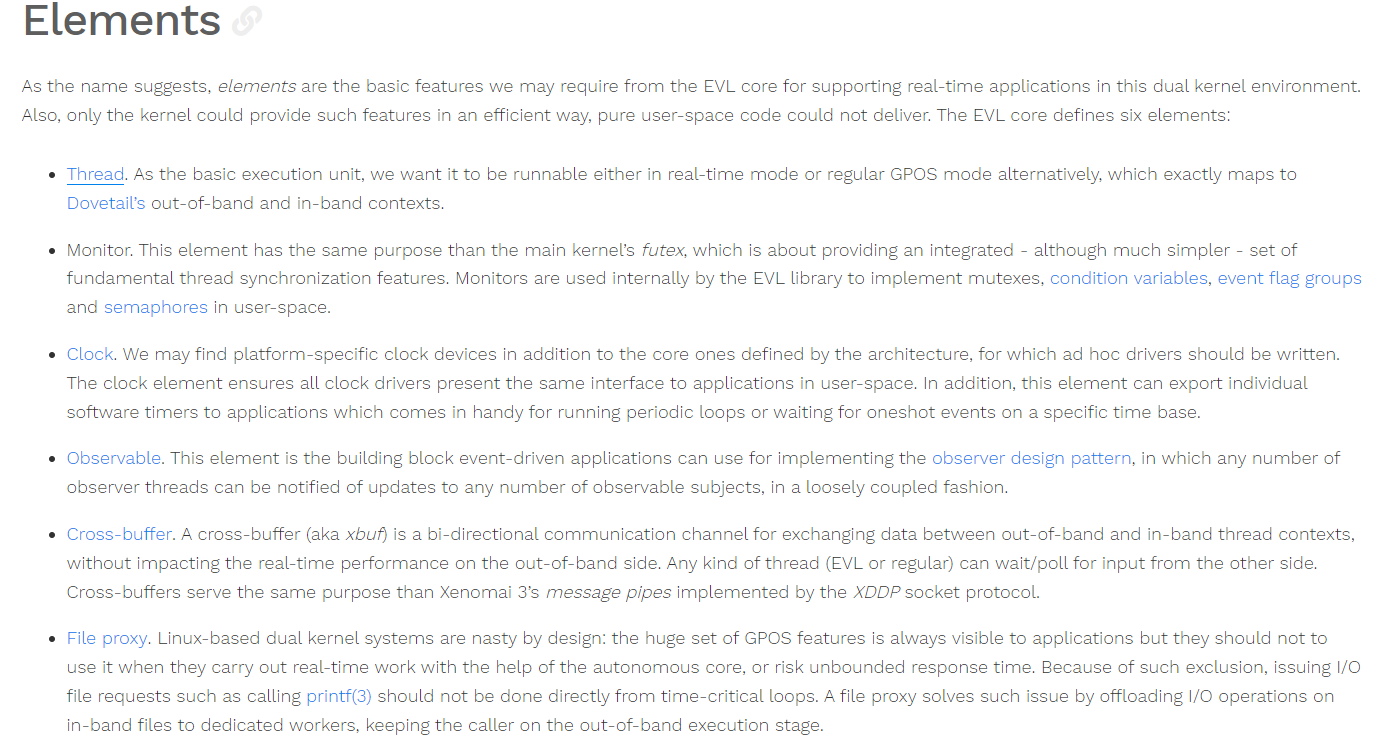 Elements
As the name suggests, elements are the basic features we may require from the EVL core for supporting real-time applications in this dual kernel environment.
Also, only the kernel could provide such features in an efficient way, pure user-space code could not deliver. The EVL core defines six elements:
• Thread. As the basic execution unit, we want it to be runnable either in real-time mode or regular GPOS mode alternatively, which exactly maps to
Dovetail's out-of-band and in-band contexts.
• Monitor. This element has the same purpose than the main kernel's futex, which is about providing an integrated - although much simpler - set of
fundamental thread synchronization features. Monitors are used internally by the EVL library to implement mutexes, condition variables, event flag groups
and semaphores in user-space.
• Clock. We may find platform-specific clock devices in addition to the core ones defined by the architecture, for which ad hoc drivers should be written.
The clock element ensures all clock drivers present the same interface to applications in user-space. In addition, this element can export individual
software timers to applications which comes in handy for running periodic loops or waiting for oneshot events on a specific time base.
• Observable. This element is the building block event-driven applications can use for implementing the observer design pattern, in which any number of
observer threads can be notified of updates to any number of observable subjects, in a loosely coupled fashion.
• Cross-buffer. A cross-buffer (aka xbuf) is a bi-directional communication channel for exchanging data between out-of-band and in-band thread contexts,
without impacting the real-time performance on the out-of-band side. Any kind of thread (EVL or regular) can wait/poll for input from the other side.
Cross-buffers serve the same purpose than Xenomai 3's message pipes implemented by the XDDP socket protocol.
• File proxy. Linux-based dual kernel systems are nasty by design: the huge set of GPOS features is always visible to applications but they should not to
use it when they carry out real-time work with the help of the autonomous core, or risk unbounded response time. Because of such exclusion, issuing I/O
file requests such as calling printf(3) should not be done directly from time-critical loops. A file proxy solves such issue by offloading I/O operations on
in-band files to dedicated workers, keeping the caller on the out-of-band execution stage.